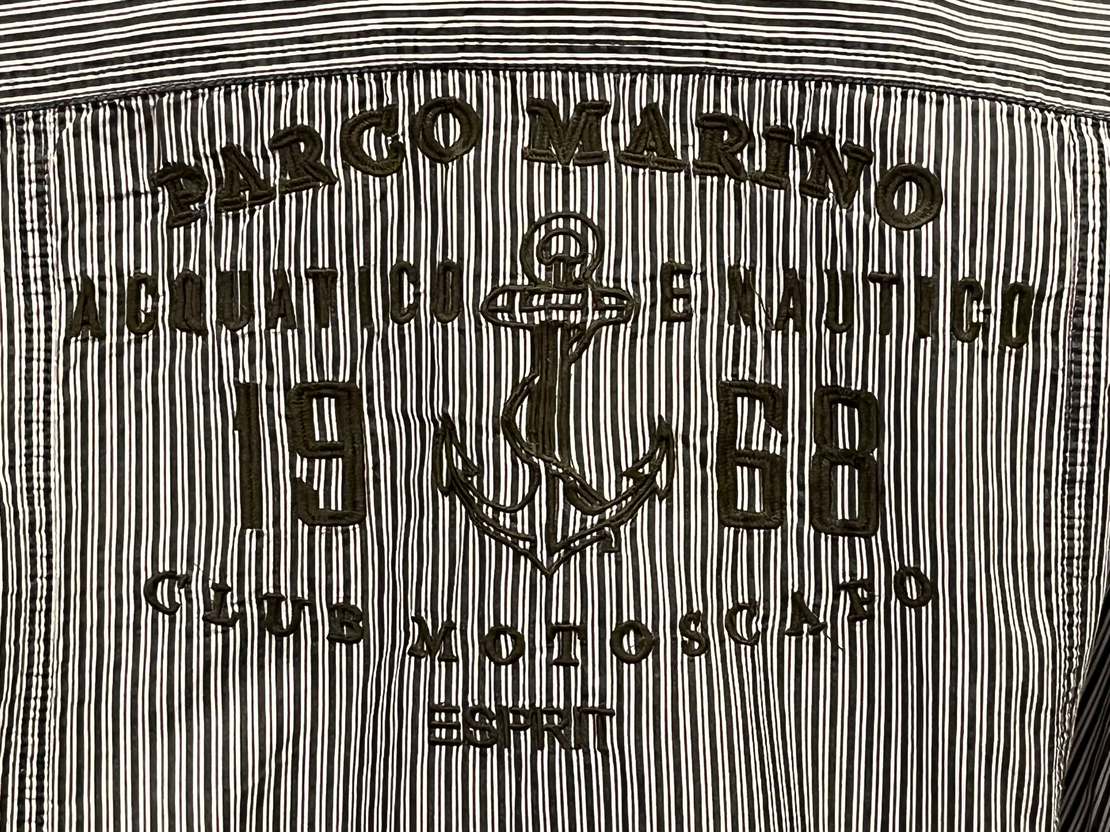 PARCO MARINO
ACQUATICO E NAUTICO
19 68
CLUB MOTOSCAFO
ESPRIT